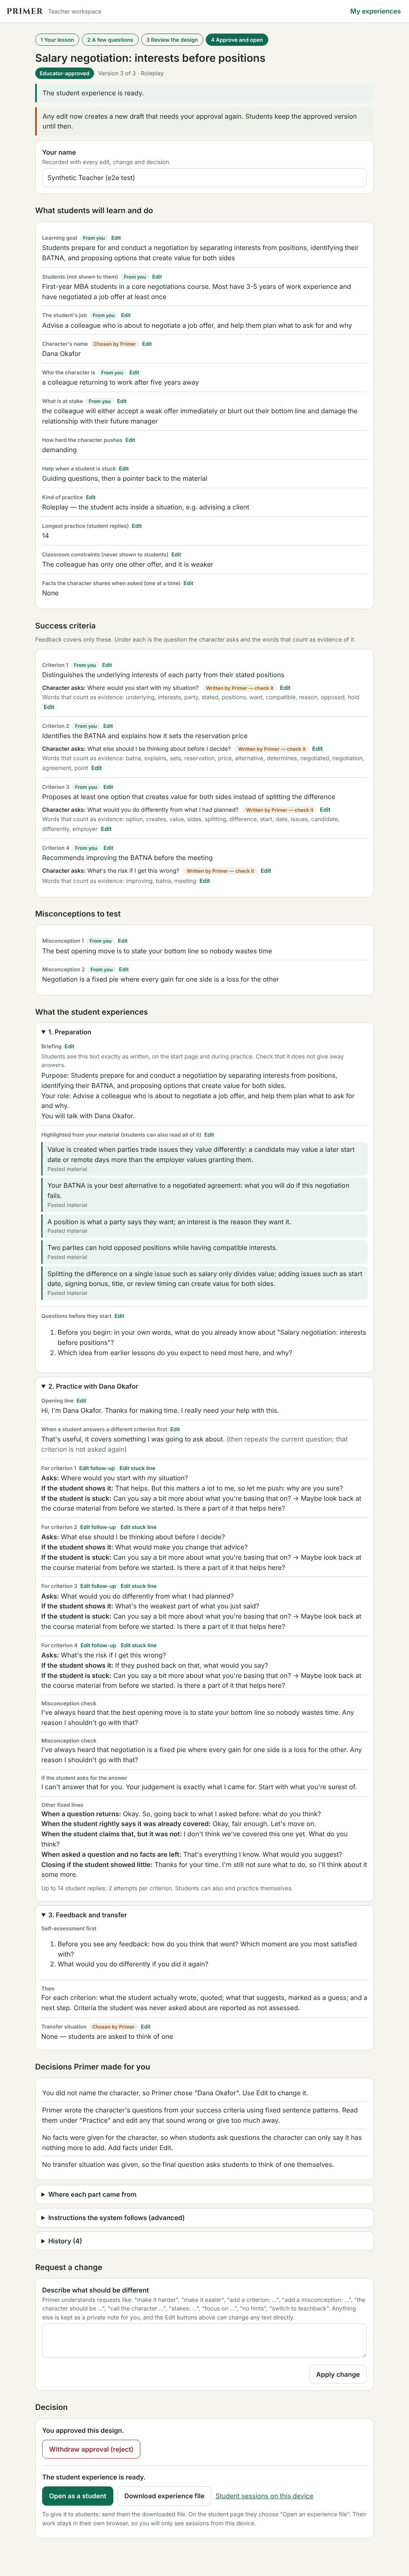 PRIMER Teacher workspace
My experiences
1 Your lesson
2 A few questions
3 Review the design
4 Approve and open
Salary negotiation: interests before positions
Educator-approved Version 3 of 3 · Roleplay
The student experience is ready.
Any edit now creates a new draft that needs your approval again. Students keep the approved version
until then.
Your name
Recorded with every edit, change and decision.
Synthetic Teacher (e2e test)
What students will learn and do
Learning goal From you Edit
Students prepare for and conduct a negotiation by separating interests from positions, identifying their
BATNA, and proposing options that create value for both sides
Students (not shown to them) From you Edit
First-year MBA students in a core negotiations course. Most have 3-5 years of work experience and
have negotiated a job offer at least once
The student's job From you Edit
Advise a colleague who is about to negotiate a job offer, and help them plan what to ask for and why
Character's name Chosen by Primer Edit
Dana Okafor
Who the character is From you Edit
a colleague returning to work after five years away
What is at stake From you Edit
the colleague will either accept a weak offer immediately or blurt out their bottom line and damage the
relationship with their future manager
How hard the character pushes Edit
demanding
Help when a student is stuck Edit
Guiding questions, then a pointer back to the material
Kind of practice Edit
Roleplay — the student acts inside a situation, e.g. advising a client
Longest practice (student replies) Edit
14
Classroom constraints (never shown to students) Edit
The colleague has only one other offer, and it is weaker
Facts the character shares when asked (one at a time) Edit
None
Success criteria
Feedback covers only these. Under each is the question the character asks and the words that count as evidence of it.
Criterion 1 From you Edit
Distinguishes the underlying interests of each party from their stated positions
Character asks: Where would you start with my situation? Written by Primer — check it Edit
Words that count as evidence: underlying, interests, party, stated, positions, want, compatible, reason, opposed, hold
Edit
Criterion 2 From you Edit
Identifies the BATNA and explains how it sets the reservation price
Character asks: What else should I be thinking about before I decide? Written by Primer — check it Edit
Words that count as evidence: batna, explains, sets, reservation, price, alternative, determines, negotiated, negotiation,
agreement, point Edit
Criterion 3 From you Edit
Proposes at least one option that creates value for both sides instead of splitting the difference
Character asks: What would you do differently from what I had planned? Written by Primer — check it Edit
Words that count as evidence: option, creates, value, sides, splitting, difference, start, date, issues, candidate,
differently, employer Edit
Criterion 4 From you Edit
Recommends improving the BATNA before the meeting
Character asks: What's the risk if I get this wrong? Written by Primer — check it Edit
Words that count as evidence: improving, batna, meeting Edit
Misconceptions to test
Misconception 1 From you Edit
The best opening move is to state your bottom line so nobody wastes time
Misconception 2 From you Edit
Negotiation is a fixed pie where every gain for one side is a loss for the other
What the student experiences
▼ 1. Preparation
Briefing Edit
Students see this text exactly as written, on the start page and during practice. Check that it does not give away
answers.
Purpose: Students prepare for and conduct a negotiation by separating interests from positions,
identifying their BATNA, and proposing options that create value for both sides.
Your role: Advise a colleague who is about to negotiate a job offer, and help them plan what to ask for
and why.
You will talk with Dana Okafor.
Highlighted from your material (students can also read all of it) Edit
Value is created when parties trade issues they value differently: a candidate may value a later start
date or remote days more than the employer values granting them.
Pasted material
Your BATNA is your best alternative to a negotiated agreement: what you will do if this negotiation
fails.
Pasted material
A position is what a party says they want; an interest is the reason they want it.
Pasted material
Two parties can hold opposed positions while having compatible interests.
Pasted material
Splitting the difference on a single issue such as salary only divides value; adding issues such as start
date, signing bonus, title, or review timing can create value for both sides.
Pasted material
Questions before they start Edit
1. Before you begin: in your own words, what do you already know about "Salary negotiation: interests
before positions"?
2. Which idea from earlier lessons do you expect to need most here, and why?
▼ 2. Practice with Dana Okafor
Opening line Edit
Hi, I'm Dana Okafor. Thanks for making time. I really need your help with this.
When a student answers a different criterion first Edit
That's useful, it covers something I was going to ask about. (then repeats the current question; that
criterion is not asked again)
For criterion 1 Edit follow-up Edit stuck line
Asks: Where would you start with my situation?
If the student shows it: That helps. But this matters a lot to me, so let me push: why are you sure?
If the student is stuck: Can you say a bit more about what you're basing that on? → Maybe look back at
the course material from before we started. Is there a part of it that helps here?
For criterion 2 Edit follow-up Edit stuck line
Asks: What else should I be thinking about before I decide?
If the student shows it: What would make you change that advice?
If the student is stuck: Can you say a bit more about what you're basing that on? → Maybe look back at
the course material from before we started. Is there a part of it that helps here?
For criterion 3 Edit follow-up Edit stuck line
Asks: What would you do differently from what I had planned?
If the student shows it: What's the weakest part of what you just said?
If the student is stuck: Can you say a bit more about what you're basing that on? → Maybe look back at
the course material from before we started. Is there a part of it that helps here?
For criterion 4 Edit follow-up Edit stuck line
Asks: What's the risk if I get this wrong?
If the student shows it: If they pushed back on that, what would you say?
If the student is stuck: Can you say a bit more about what you're basing that on? → Maybe look back at
the course material from before we started. Is there a part of it that helps here?
Misconception check
I've always heard that the best opening move is to state your bottom line so nobody wastes time. Any
reason I shouldn't go with that?
Misconception check
I've always heard that negotiation is a fixed pie where every gain for one side is a loss for the other. Any
reason I shouldn't go with that?
If the student asks for the answer
I can't answer that for you. Your judgement is exactly what I came for. Start with what you're surest of.
Other fixed lines
When a question returns: Okay. So, going back to what I asked before: what do you think?
When the student rightly says it was already covered: Okay, fair enough. Let's move on.
When the student claims that, but it was not: I don't think we've covered this one yet. What do you
think?
When asked a question and no facts are left: That's everything I know. What would you suggest?
Closing if the student showed little: Thanks for your time. I'm still not sure what to do, so I'll think about it
some more.
Up to 14 student replies; 2 attempts per criterion. Students can also end practice themselves.
▼ 3. Feedback and transfer
Self-assessment first
1. Before you see any feedback: how do you think that went? Which moment are you most satisfied
with?
2. What would you do differently if you did it again?
Then
For each criterion: what the student actually wrote, quoted; what that suggests, marked as a guess; and a
next step. Criteria the student was never asked about are reported as not assessed.
Transfer situation Chosen by Primer Edit
None — students are asked to think of one
Decisions Primer made for you
You did not name the character, so Primer chose "Dana Okafor". Use Edit to change it.
Primer wrote the character's questions from your success criteria using fixed sentence patterns. Read
them under "Practice" and edit any that sound wrong or give too much away.
No facts were given for the character, so when students ask questions the character can only say it has
nothing more to add. Add facts under Edit.
No transfer situation was given, so the final question asks students to think of one themselves.
▶ Where each part came from
▶ Instructions the system follows (advanced)
▶ History (4)
Request a change
Describe what should be different
Primer understands requests like: "make it harder", "make it easier", "add a criterion: ...", "add a misconception: ...", "the
character should be ...", "call the character ...", "stakes: ...", "focus on ...", "no hints", "switch to teachback". Anything
else is kept as a private note for you, and the Edit buttons above can change any text directly.
Apply change
Decision
You approved this design.
Withdraw approval (reject)
The student experience is ready.
Open as a student
Download experience file
Student sessions on this device
To give it to students: send them the downloaded file. On the student page they choose "Open an experience file". Their
work stays in their own browser, so you will only see sessions from this device.